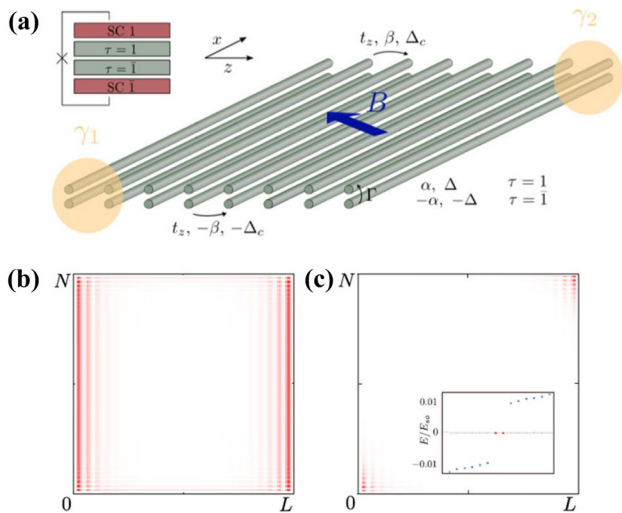 (a)
SC 1
τ = 1
τ = 1̄
SC 1̄
x
z
t_z, β, Δ_c
γ_2
B
γ_1
Γ
α, Δ τ = 1
−α, −Δ τ = 1̄
t_z, −β, −Δ_c
(b)
N
0
L
(c)
N
E/E_so
0.01
0
−0.01
0
L